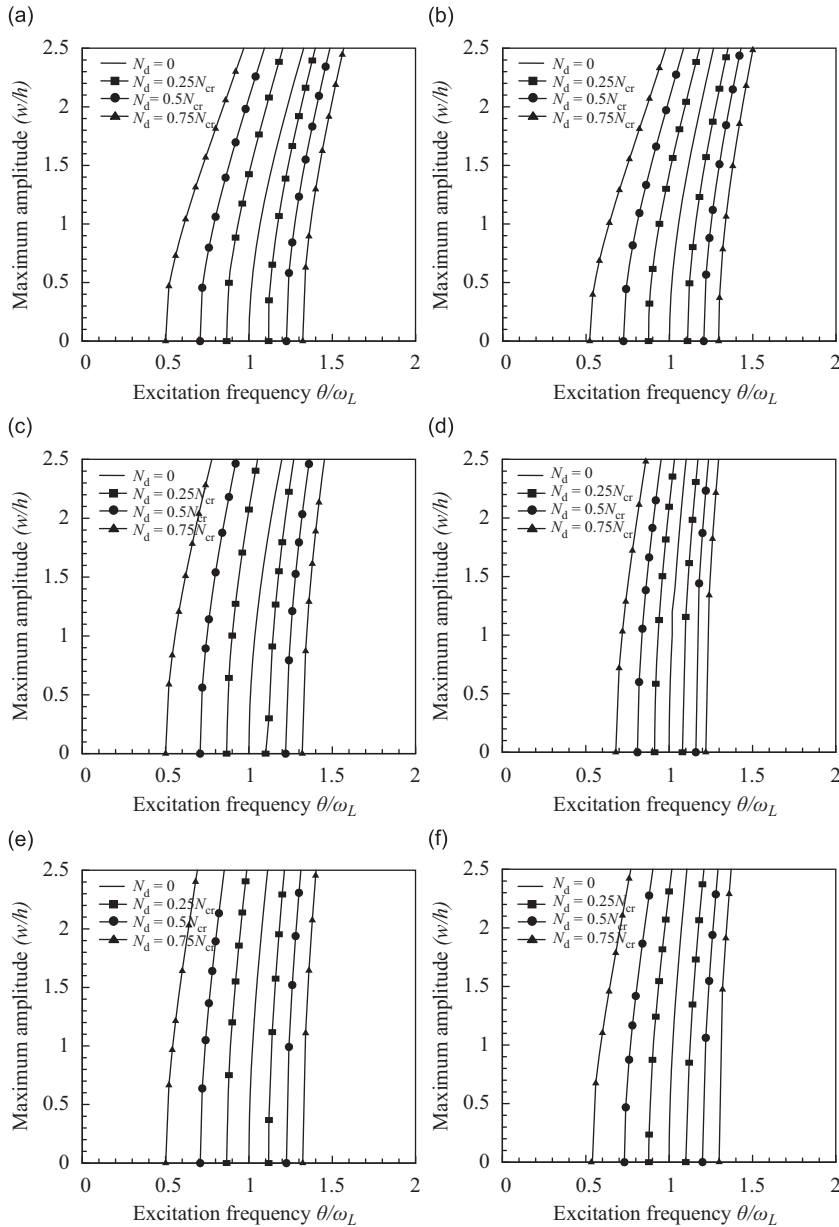 (a)
2.5
2
1.5
1
0.5
0
0 0.5 1 1.5 2
Maximum amplitude (w/h)
Excitation frequency θ/ω_L
N_d = 0
N_d = 0.25N_cr
N_d = 0.5N_cr
N_d = 0.75N_cr
(b)
2.5
2
1.5
1
0.5
0
0 0.5 1 1.5 2
Maximum amplitude (w/h)
Excitation frequency θ/ω_L
N_d = 0
N_d = 0.25N_cr
N_d = 0.5N_cr
N_d = 0.75N_cr
(c)
2.5
2
1.5
1
0.5
0
0 0.5 1 1.5 2
Maximum amplitude (w/h)
Excitation frequency θ/ω_L
N_d = 0
N_d = 0.25N_cr
N_d = 0.5N_cr
N_d = 0.75N_cr
(d)
2.5
2
1.5
1
0.5
0
0 0.5 1 1.5 2
Maximum amplitude (w/h)
Excitation frequency θ/ω_L
N_d = 0
N_d = 0.25N_cr
N_d = 0.5N_cr
N_d = 0.75N_cr
(e)
2.5
2
1.5
1
0.5
0
0 0.5 1 1.5 2
Maximum amplitude (w/h)
Excitation frequency θ/ω_L
N_d = 0
N_d = 0.25N_cr
N_d = 0.5N_cr
N_d = 0.75N_cr
(f)
2.5
2
1.5
1
0.5
0
0 0.5 1 1.5 2
Maximum amplitude (w/h)
Excitation frequency θ/ω_L
N_d = 0
N_d = 0.25N_cr
N_d = 0.5N_cr
N_d = 0.75N_cr